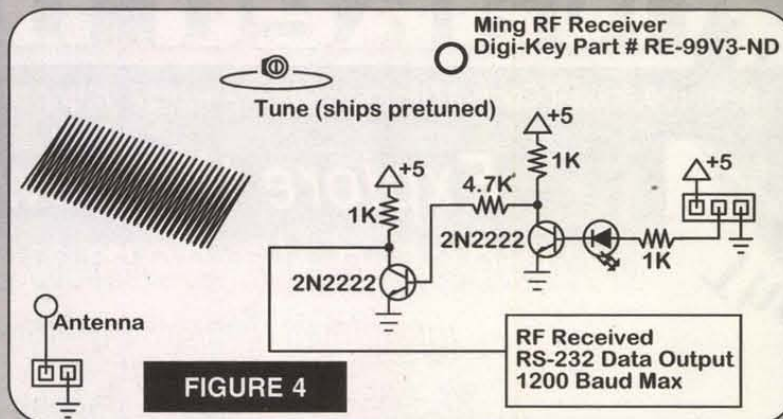 Ming RF Receiver
Digi-Key Part # RE-99V3-ND
Tune (ships pretuned)
+5
1K
+5
1K
4.7K
+5
2N2222
1K
2N2222
Antenna
RF Received
RS-232 Data Output
1200 Baud Max
FIGURE 4